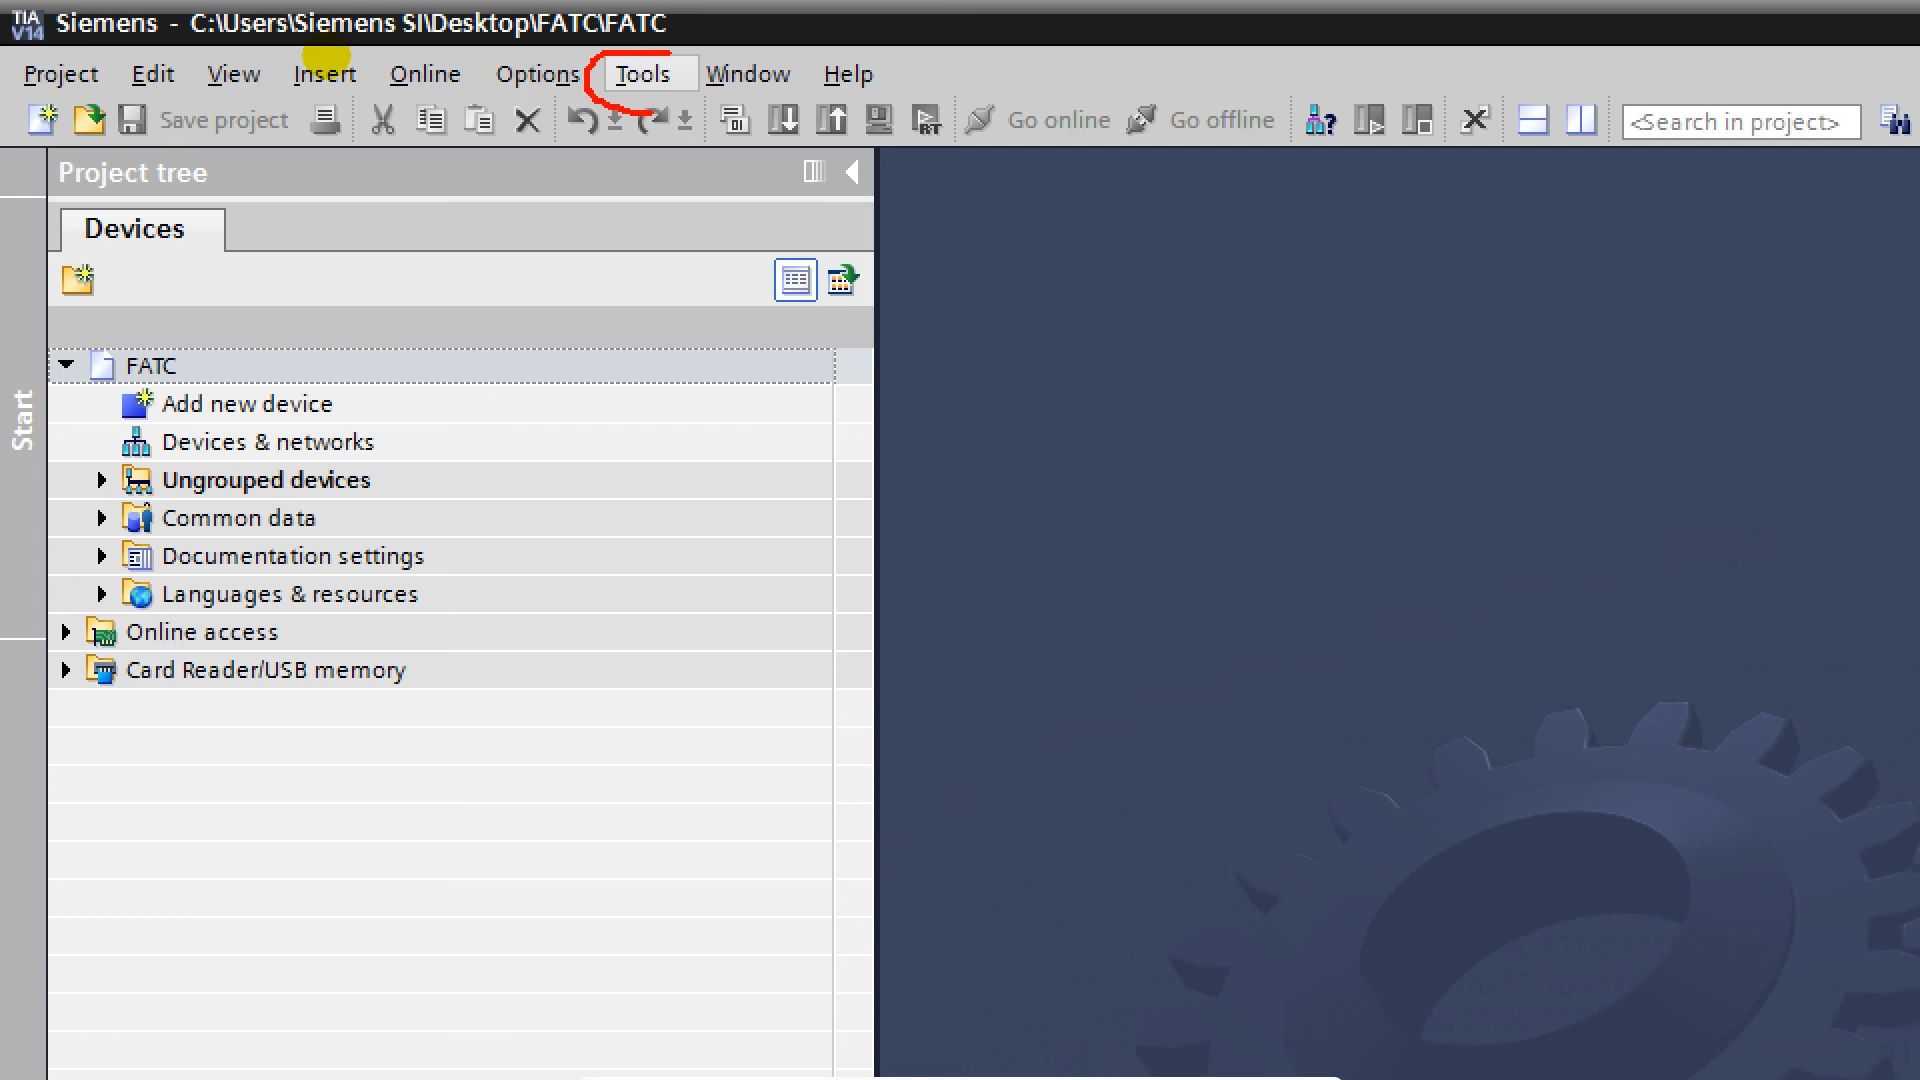 TIA
V14
Siemens - C:\Users\Siemens SI\Desktop\FATC\FATC
Project Edit View Insert Online Options Tools Window Help
Save project
RT
Go online
Go offline
<Search in project>
Project tree
Devices
Start
FATC
Add new device
Devices & networks
Ungrouped devices
Common data
Documentation settings
Languages & resources
Online access
Card Reader/USB memory